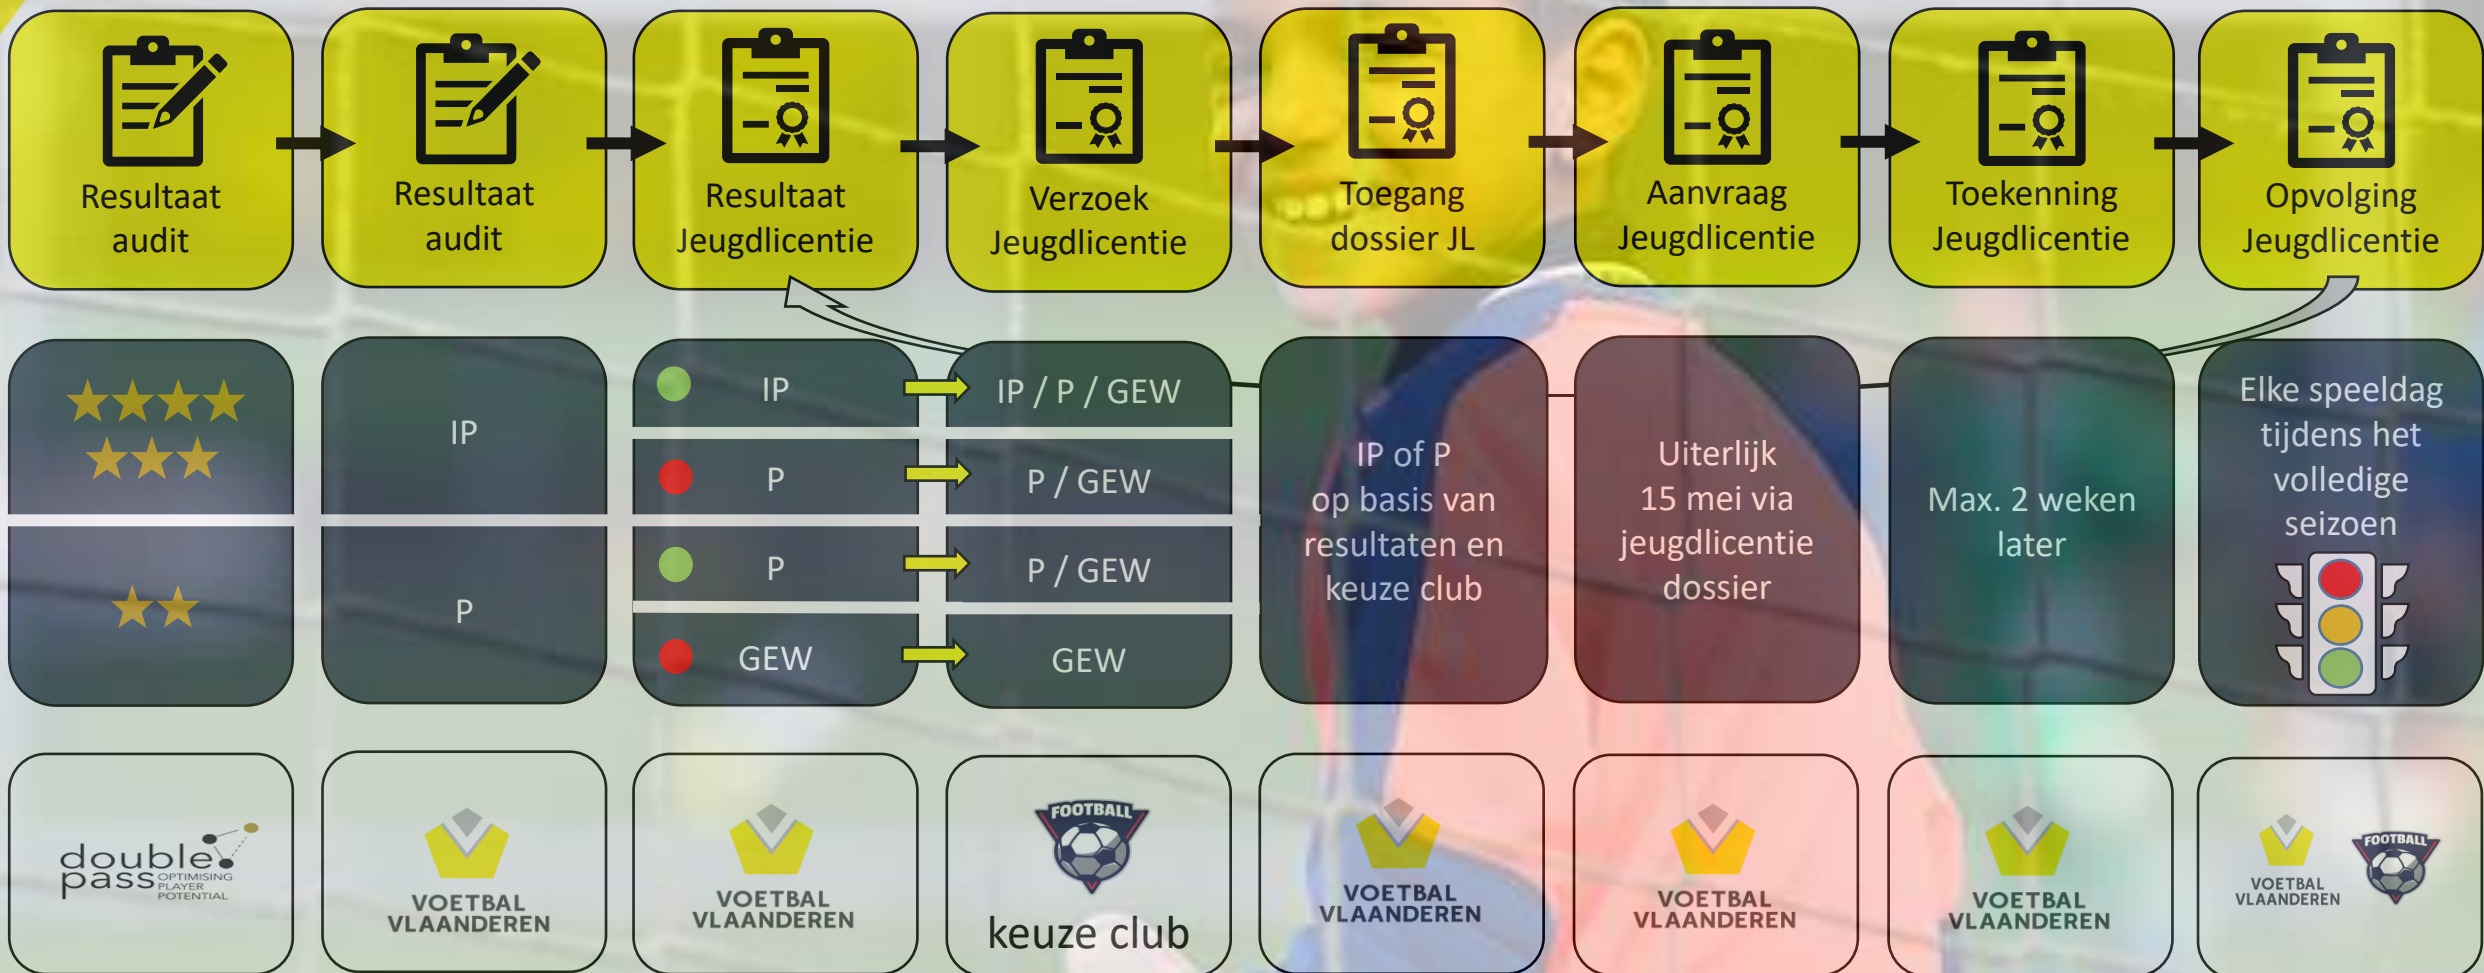 Resultaat
audit
Resultaat
audit
Resultaat
Jeugdlicentie
Verzoek
Jeugdlicentie
Toegang
dossier JL
Aanvraag
Jeugdlicentie
Toekenning
Jeugdlicentie
Opvolging
Jeugdlicentie
IP
P
IP
P
P
GEW
IP / P / GEW
P / GEW
P / GEW
GEW
IP of P
op basis van
resultaten en
keuze club
Uiterlijk
15 mei via
jeugdlicentie
dossier
Max. 2 weken
later
Elke speeldag
tijdens het
volledige
seizoen
double
pass
OPTIMISING
PLAYER
POTENTIAL
VOETBAL
VLAANDEREN
VOETBAL
VLAANDEREN
FOOTBALL
keuze club
VOETBAL
VLAANDEREN
VOETBAL
VLAANDEREN
VOETBAL
VLAANDEREN
VOETBAL
VLAANDEREN
FOOTBALL